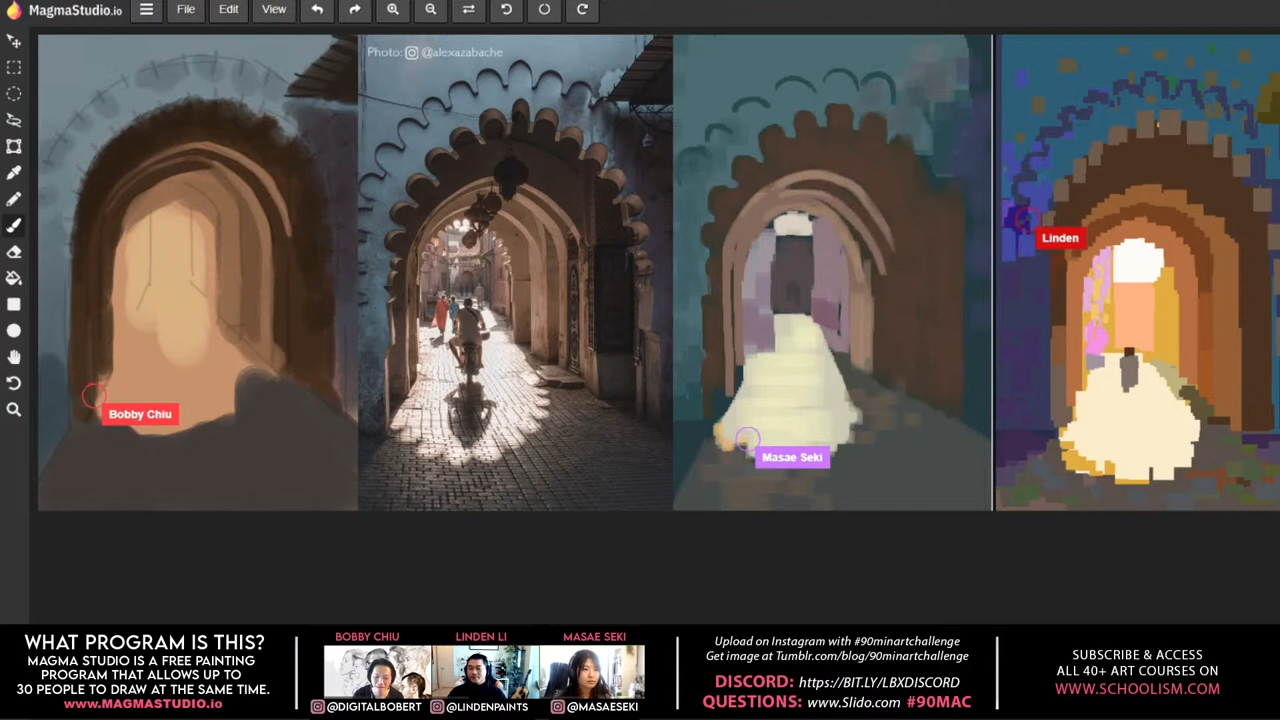 MagmaStudio.io
File Edit View
Photo: @alexazabache
Linden
Bobby Chiu
Masae Seki
WHAT PROGRAM IS THIS?
MAGMA STUDIO IS A FREE PAINTING
PROGRAM THAT ALLOWS UP TO
30 PEOPLE TO DRAW AT THE SAME TIME.
www.MAGMASTUDIO.io
BOBBY CHIU LINDEN LI MASAE SEKI
@DIGITALBOBERT @LINDENPAINTS @MASAESEKI
Upload on Instagram with #90minartchallenge
Get image at Tumblr.com/blog/90minartchallenge
DISCORD: https://BIT.LY/LBXDISCORD
QUESTIONS: www.Slido.com #90MAC
SUBSCRIBE & ACCESS
ALL 40+ ART COURSES ON
WWW.SCHOOLISM.COM